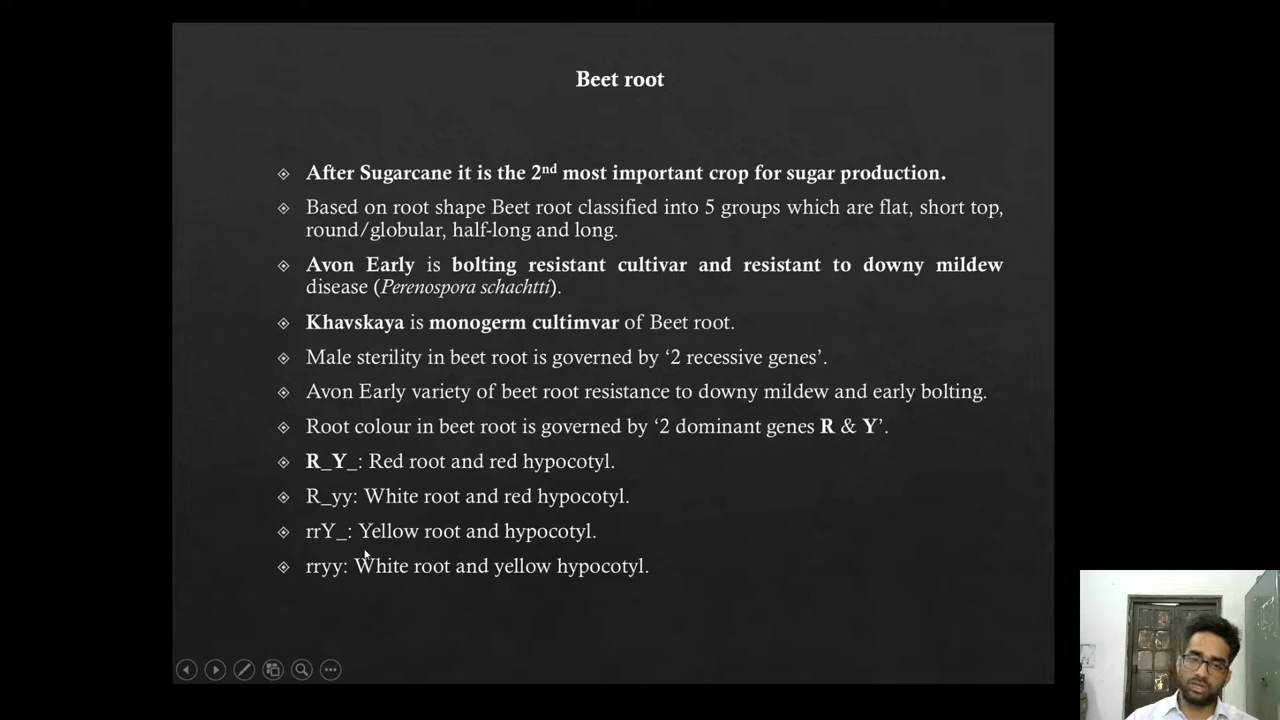 Beet root
After Sugarcane it is the 2nd most important crop for sugar production.
Based on root shape Beet root classified into 5 groups which are flat, short top,
round/globular, half-long and long.
Avon Early is bolting resistant cultivar and resistant to downy mildew
disease (Perenospora schachtti).
Khavskaya is monogerm cultimvar of Beet root.
Male sterility in beet root is governed by ‘2 recessive genes’.
Avon Early variety of beet root resistance to downy mildew and early bolting.
Root colour in beet root is governed by ‘2 dominant genes R & Y’.
R_Y_: Red root and red hypocotyl.
R_yy: White root and red hypocotyl.
rrY_: Yellow root and hypocotyl.
rryy: White root and yellow hypocotyl.